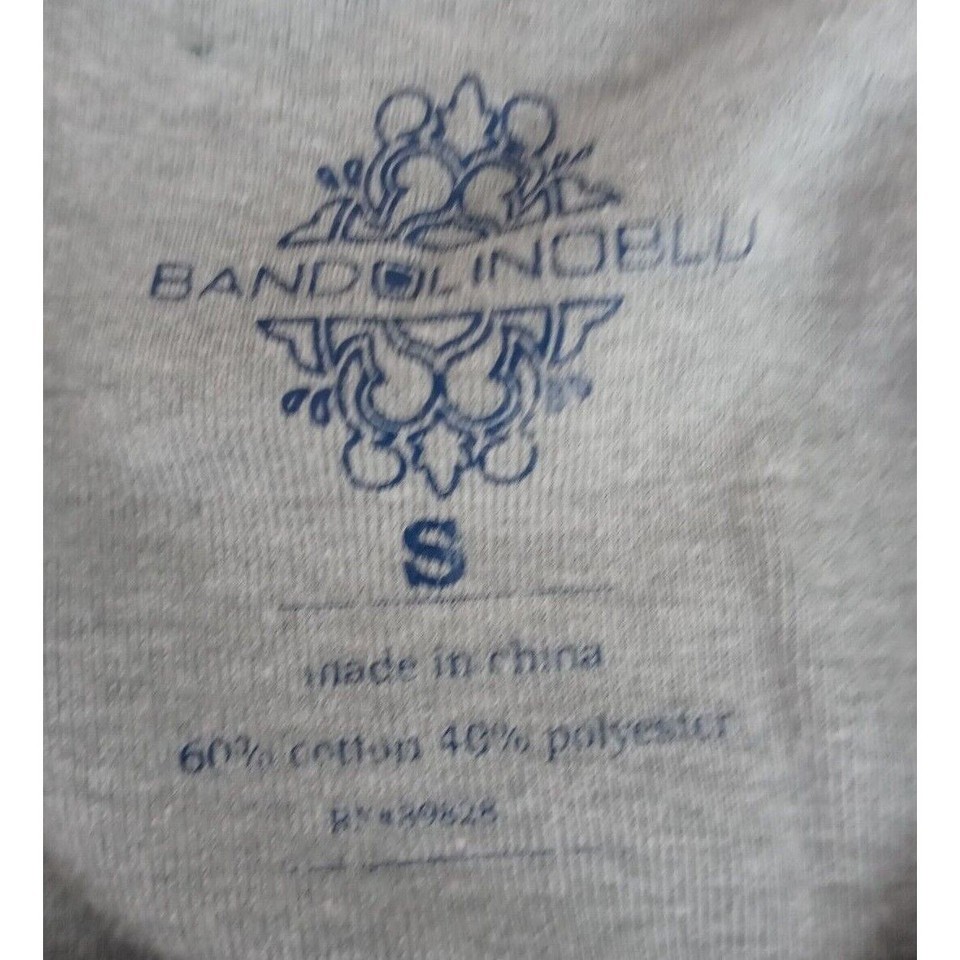 BANDOLINOBLU
S
made in china
60% cotton 40% polyester